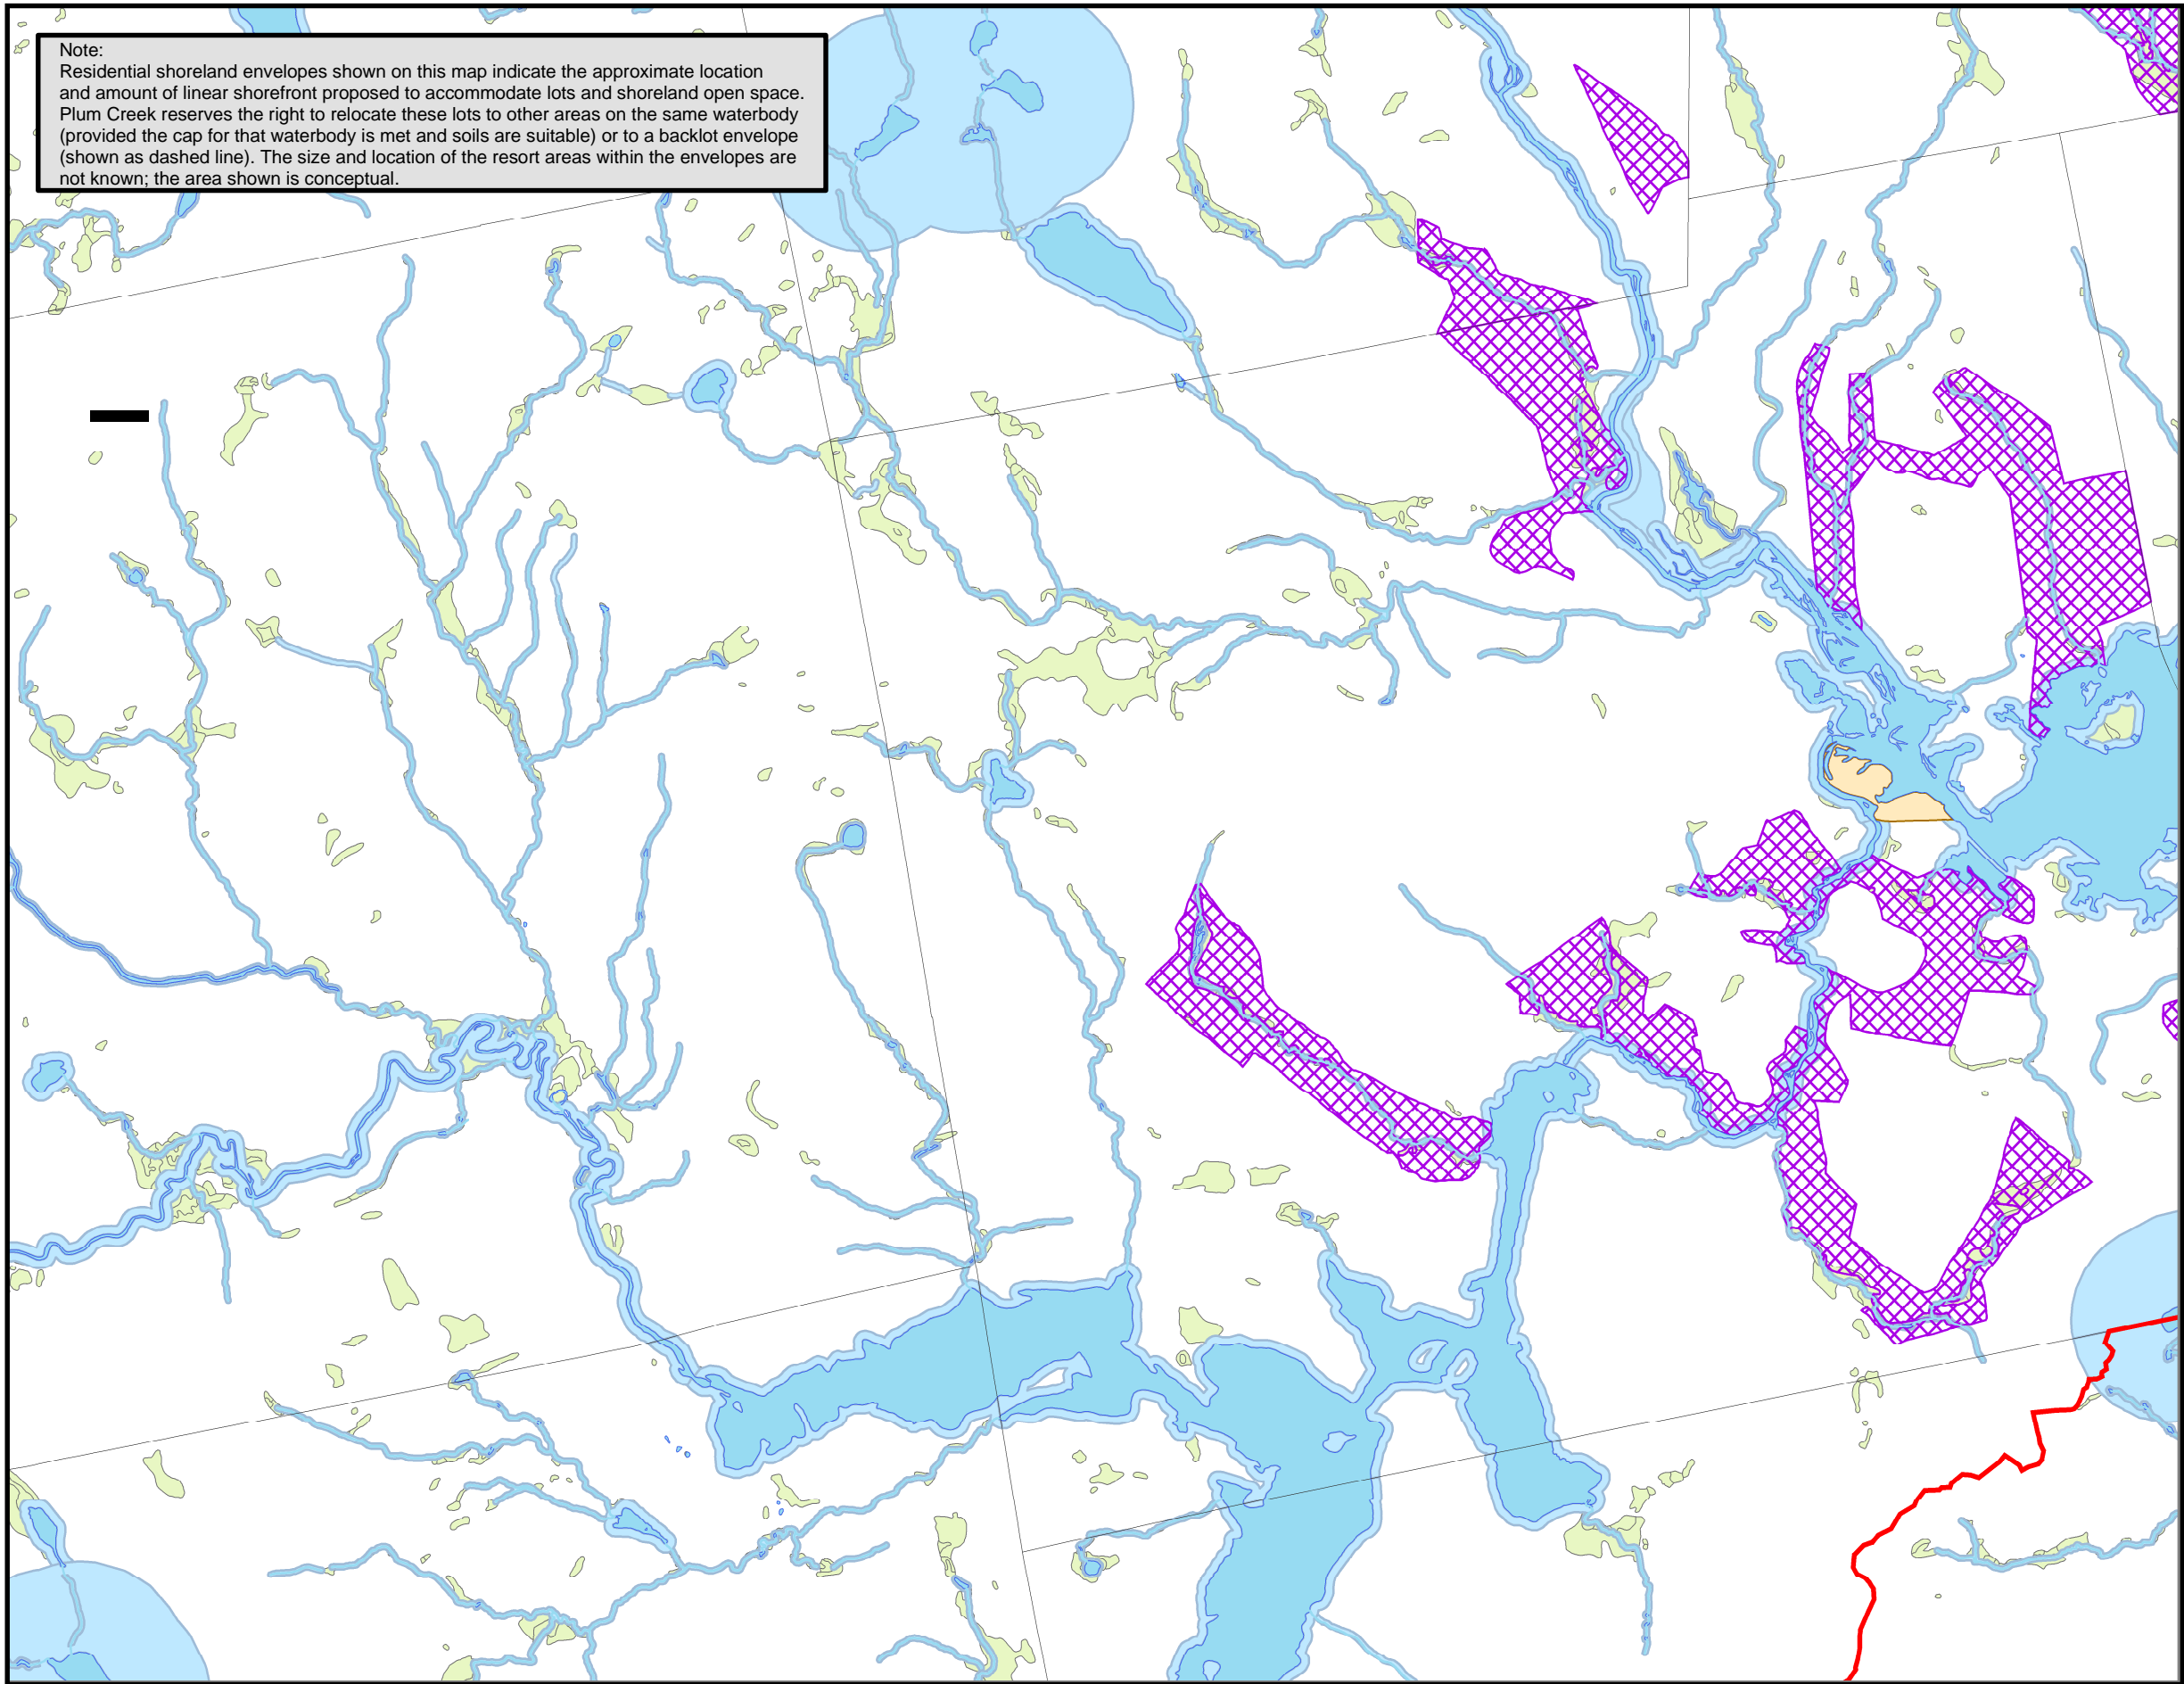 Note:
Residential shoreland envelopes shown on this map indicate the approximate location
and amount of linear shorefront proposed to accommodate lots and shoreland open space.
Plum Creek reserves the right to relocate these lots to other areas on the same waterbody
(provided the cap for that waterbody is met and soils are suitable) or to a backlot envelope
(shown as dashed line). The size and location of the resort areas within the envelopes are
not known; the area shown is conceptual.